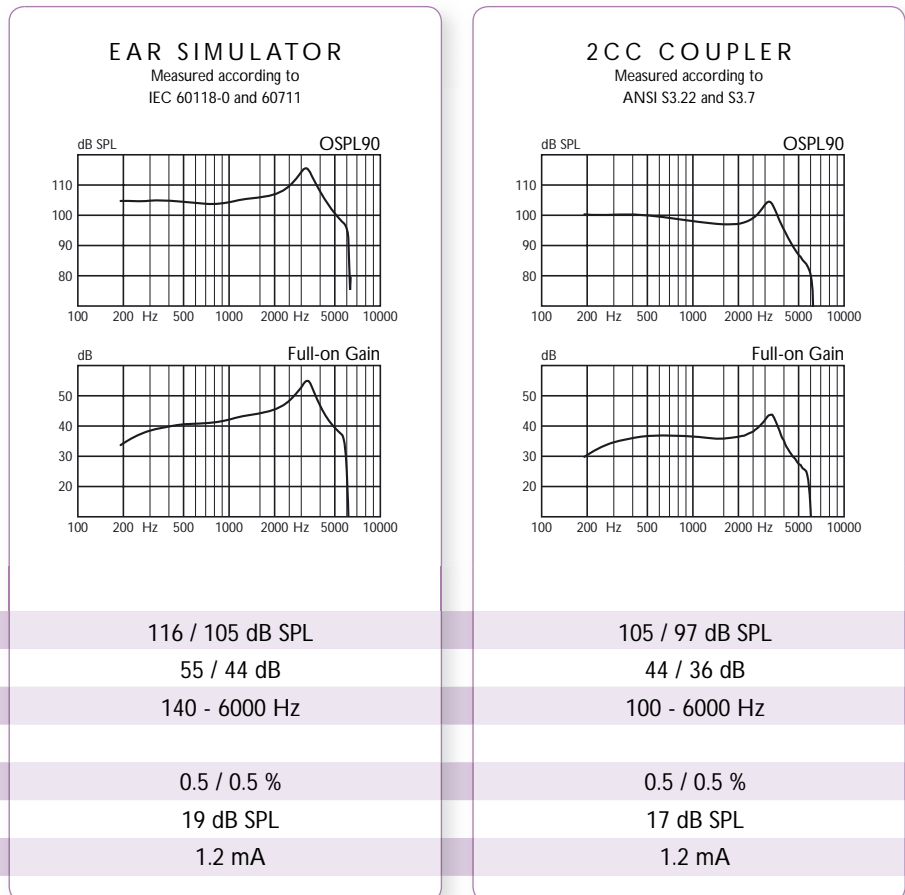 EAR SIMULATOR
Measured according to
IEC 60118-0 and 60711
dB SPL OSPL90
110
100
90
80
100 200 Hz 500 1000 2000 Hz 5000 10000
dB Full-on Gain
50
40
30
20
100 200 Hz 500 1000 2000 Hz 5000 10000
116 / 105 dB SPL
55 / 44 dB
140 - 6000 Hz
0.5 / 0.5 %
19 dB SPL
1.2 mA
2CC COUPLER
Measured according to
ANSI S3.22 and S3.7
dB SPL OSPL90
110
100
90
80
100 200 Hz 500 1000 2000 Hz 5000 10000
dB Full-on Gain
50
40
30
20
100 200 Hz 500 1000 2000 Hz 5000 10000
105 / 97 dB SPL
44 / 36 dB
100 - 6000 Hz
0.5 / 0.5 %
17 dB SPL
1.2 mA